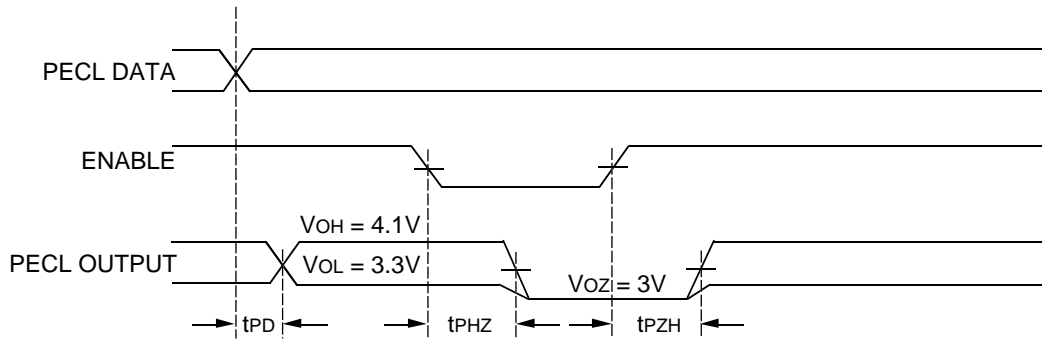 PECL DATA
ENABLE
VOH = 4.1V
PECL OUTPUT
VOL = 3.3V
VOZ = 3V
tPD
tPHZ
tPZH